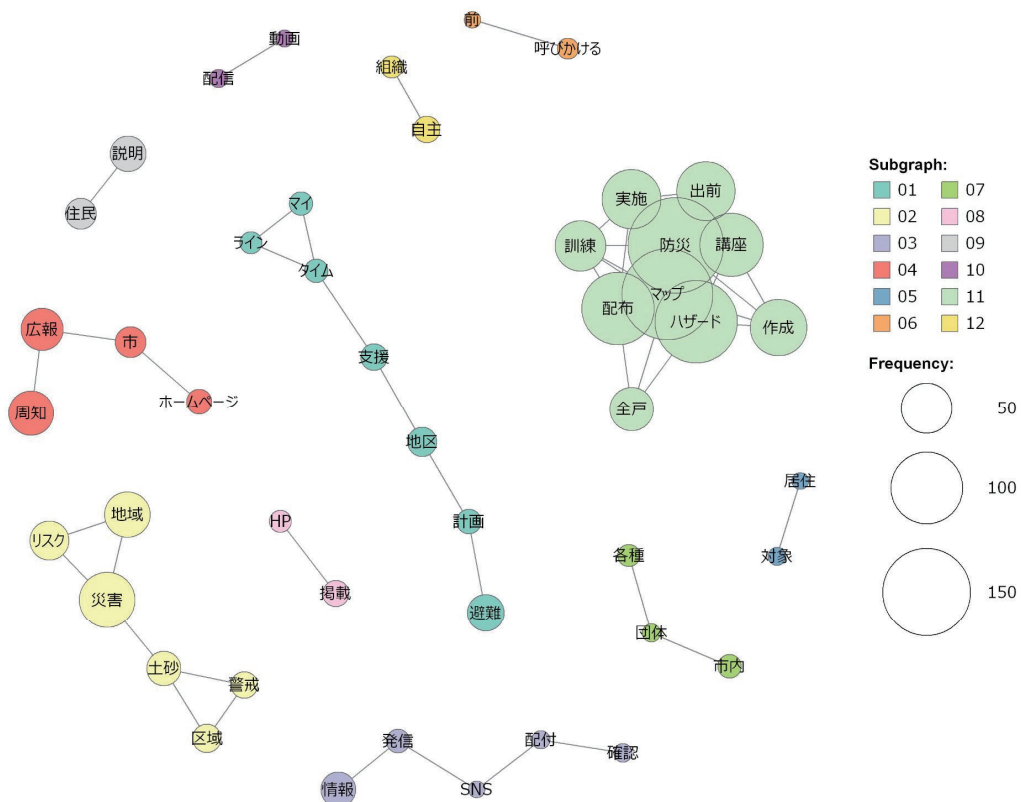 前
呼びかける
動画
配信
組織
自主
説明
住民
マイ
ライン
タイム
支援
地区
計画
避難
実施
出前
訓練
防災
講座
マップ
配布
ハザード
作成
全戸
広報
市
周知
ホームページ
地域
リスク
災害
土砂
警戒
区域
HP
掲載
居住
対象
各種
団体
市内
発信
配付
確認
情報
SNS
Subgraph:
01
07
02
08
03
09
04
10
05
11
06
12
Frequency:
50
100
150